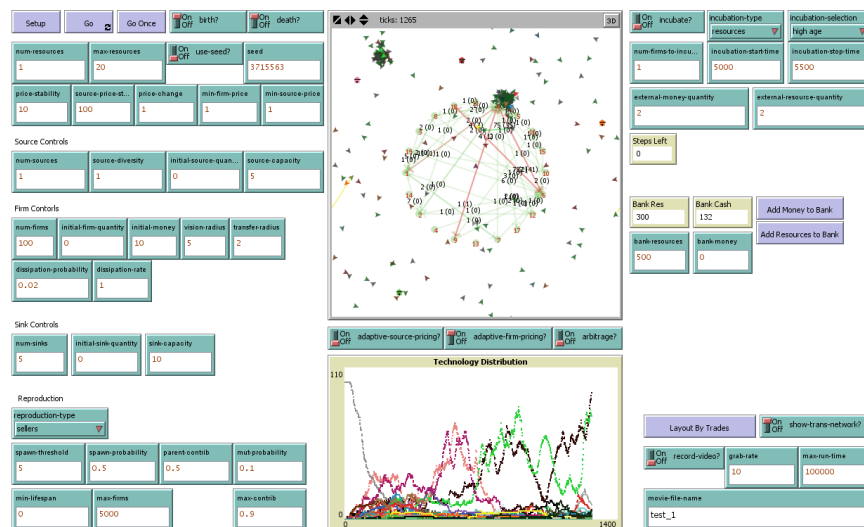 Setup
Go
Go Once
On Off birth?
On Off death?
num-resources
1
max-resources
20
On Off use-seed?
seed
3715563
price-stability
10
source-price-st...
100
price-change
1
min-firm-price
1
min-source-price
1
Source Controls
num-sources
1
source-diversity
1
initial-source-quan...
0
source-capacity
5
Firm Contorls
num-firms
100
initial-firm-quantity
0
initial-money
10
vision-radius
5
transfer-radius
2
dissipation-probability
0.02
dissipation-rate
1
Sink Controls
num-sinks
5
initial-sink-quantity
0
sink-capacity
10
Reproduction
reproduction-type
sellers
spawn-threshold
5
spawn-probability
0.5
parent-contrib
0.5
mut-probability
0.1
min-lifespan
0
max-firms
5000
max-contrib
0.9
ticks: 1265
3D
On Off adaptive-source-pricing?
On Off adaptive-firm-pricing?
On Off arbitrage?
Technology Distribution
110
0
0
1400
On Off incubate?
incubation-type
resources
incubation-selection
high age
num-firms-to-incu...
1
incubation-start-time
5000
incubation-stop-time
5500
external-money-quantity
2
external-resource-quantity
2
Steps Left
0
Bank Res
300
Bank Cash
132
Add Money to Bank
Add Resources to Bank
bank-resources
500
bank-money
0
Layout By Trades
On Off show-trans-network?
On Off record-video?
grab-rate
10
max-run-time
100000
movie-file-name
test_1